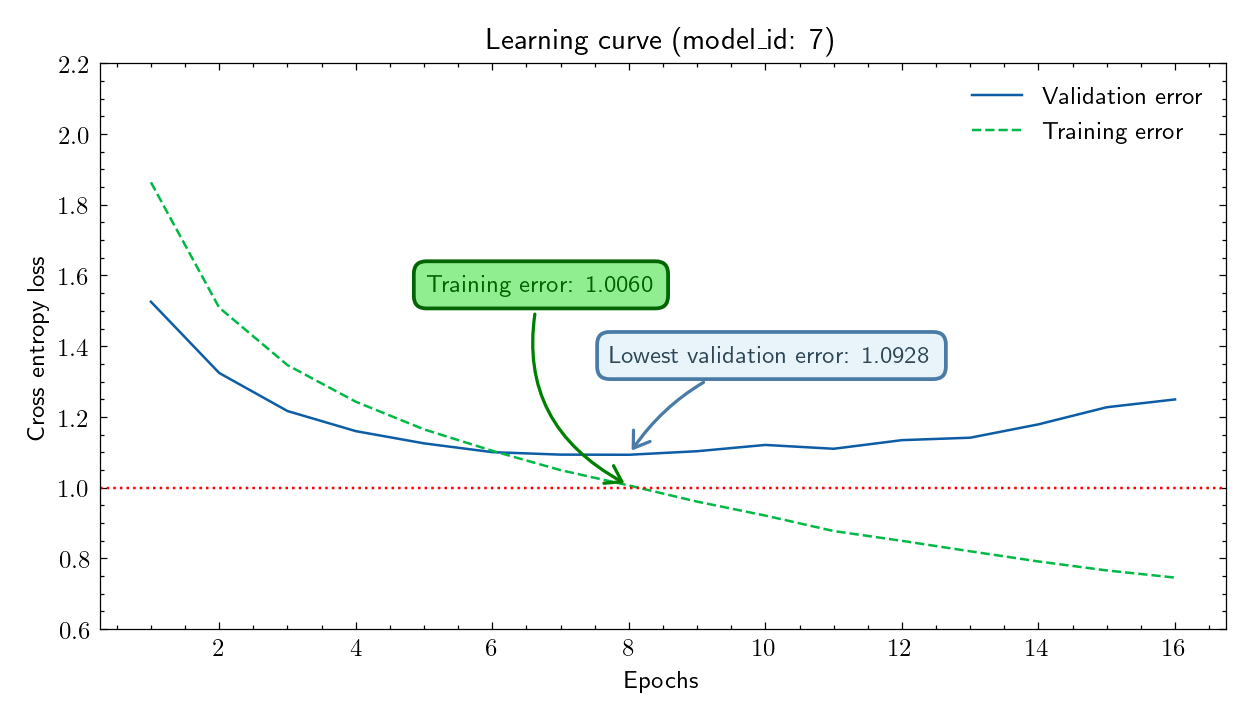 Learning curve (model_id: 7)
2.2
2.0
1.8
1.6
1.4
1.2
1.0
0.8
0.6
Cross entropy loss
Validation error
Training error
Training error: 1.0060
Lowest validation error: 1.0928
2 4 6 8 10 12 14 16
Epochs